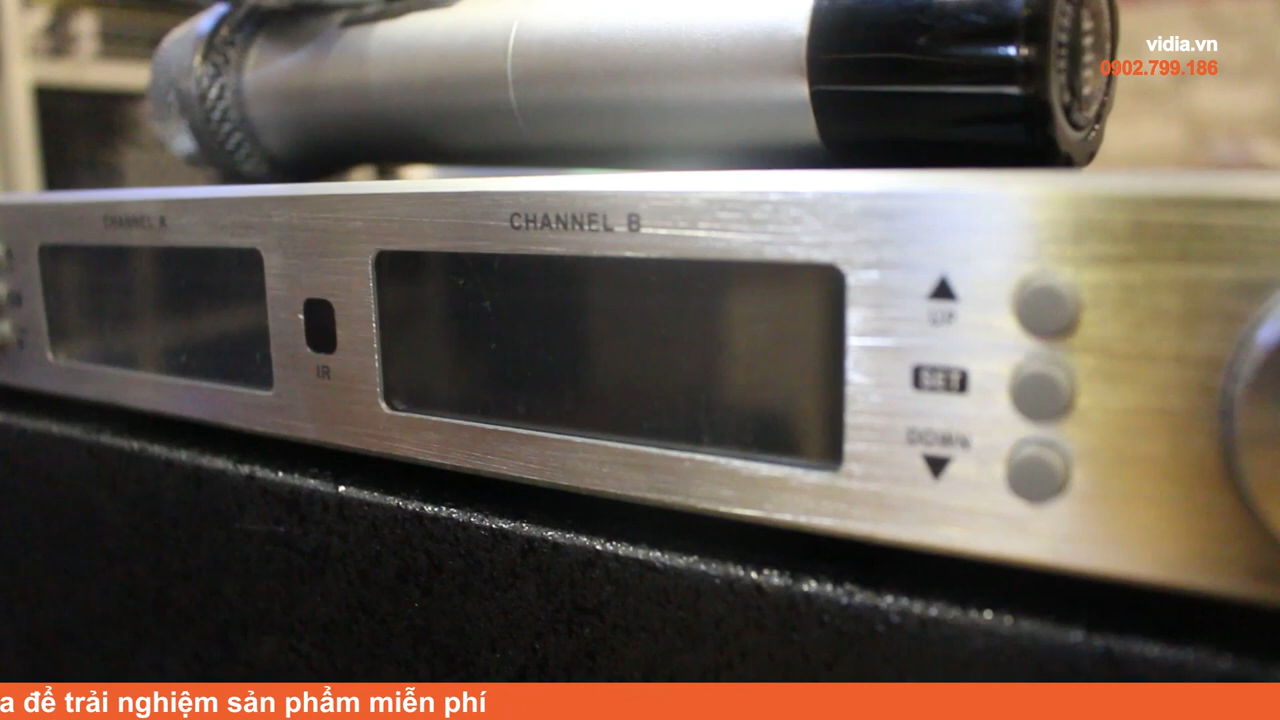 vidia.vn
0902.799.186
CHANNEL A
CHANNEL B
UP
IR
SET
DOWN
a để trải nghiệm sản phẩm miễn phí